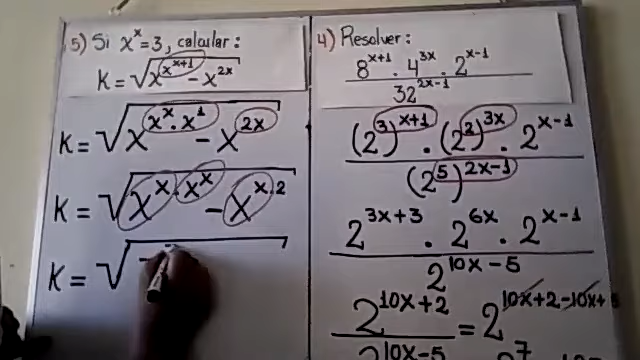 5) Si x^x = 3, calcular:
K = √(x^(x^(x+1)) - x^(2x))
K = √(x^(x^x · x^1) - x^(2x))
K = √(x^(x · x^x) - x^(x·2))
K = √
4) Resolver:
8^(x+1) · 4^(3x) · 2^(x-1)
32^(2x-1)
(2^3)^(x+1) · (2^2)^(3x) · 2^(x-1)
(2^5)^(2x-1)
2^(3x+3) · 2^(6x) · 2^(x-1)
2^(10x-5)
2^(10x+2) = 2^(10x+2-10x+5
2^(10x-5) 2^7